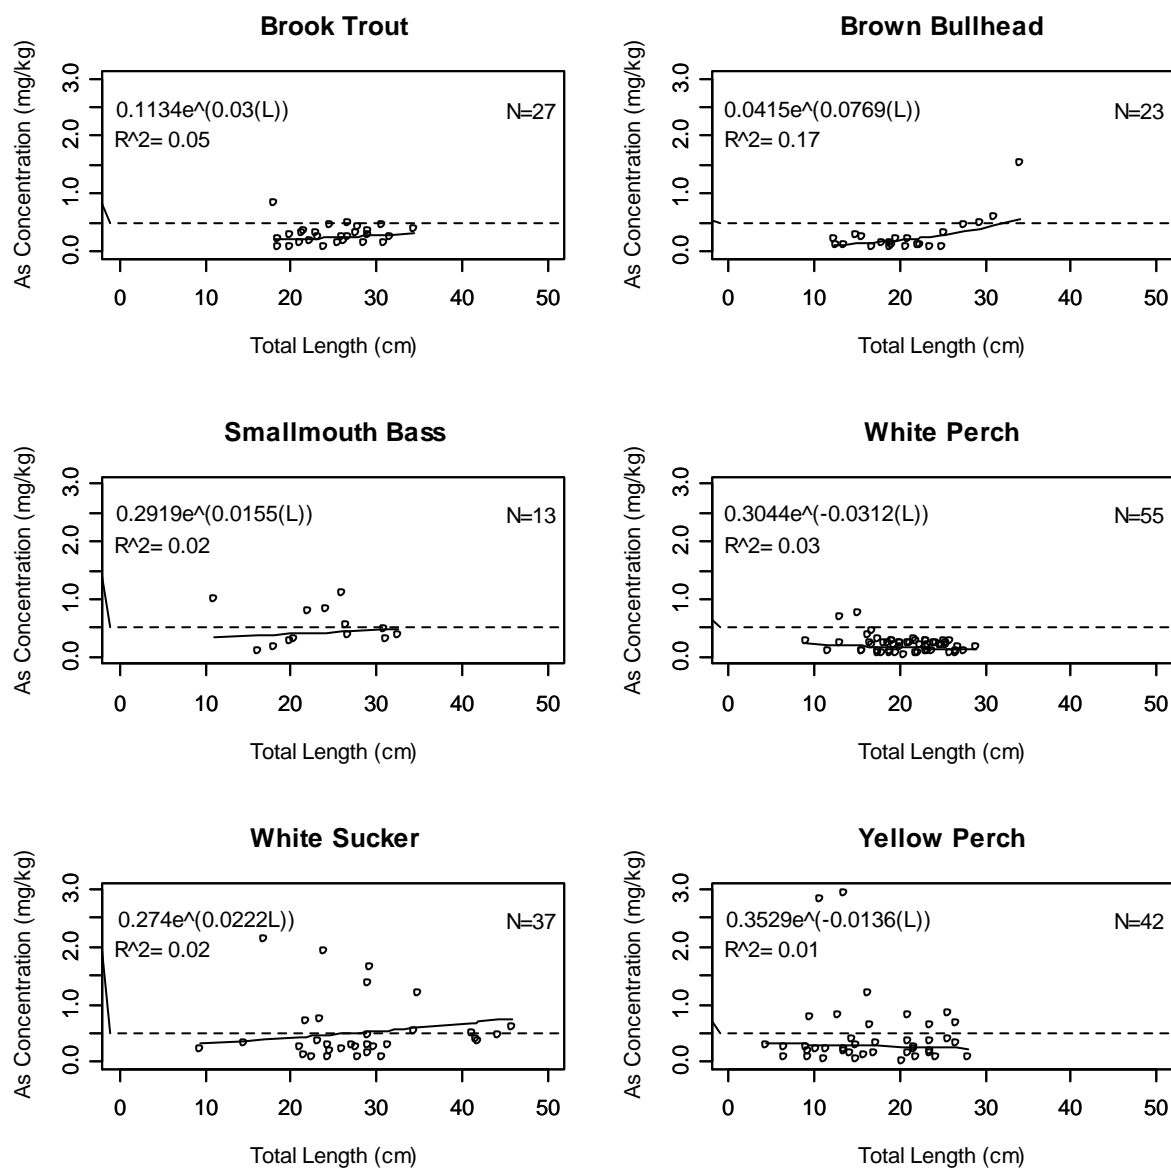 Brook Trout
As Concentration (mg/kg)
3.0
2.0
1.0
0.0
0.1134e^(0.03(L))
R^2= 0.05
N=27
0 10 20 30 40 50
Total Length (cm)
Brown Bullhead
As Concentration (mg/kg)
3.0
2.0
1.0
0.0
0.0415e^(0.0769(L))
R^2= 0.17
N=23
0 10 20 30 40 50
Total Length (cm)
Smallmouth Bass
As Concentration (mg/kg)
3.0
2.0
1.0
0.0
0.2919e^(0.0155(L))
R^2= 0.02
N=13
0 10 20 30 40 50
Total Length (cm)
White Perch
As Concentration (mg/kg)
3.0
2.0
1.0
0.0
0.3044e^(-0.0312(L))
R^2= 0.03
N=55
0 10 20 30 40 50
Total Length (cm)
White Sucker
As Concentration (mg/kg)
3.0
2.0
1.0
0.0
0.274e^(0.0222L))
R^2= 0.02
N=37
0 10 20 30 40 50
Total Length (cm)
Yellow Perch
As Concentration (mg/kg)
3.0
2.0
1.0
0.0
0.3529e^(-0.0136(L))
R^2= 0.01
N=42
0 10 20 30 40 50
Total Length (cm)